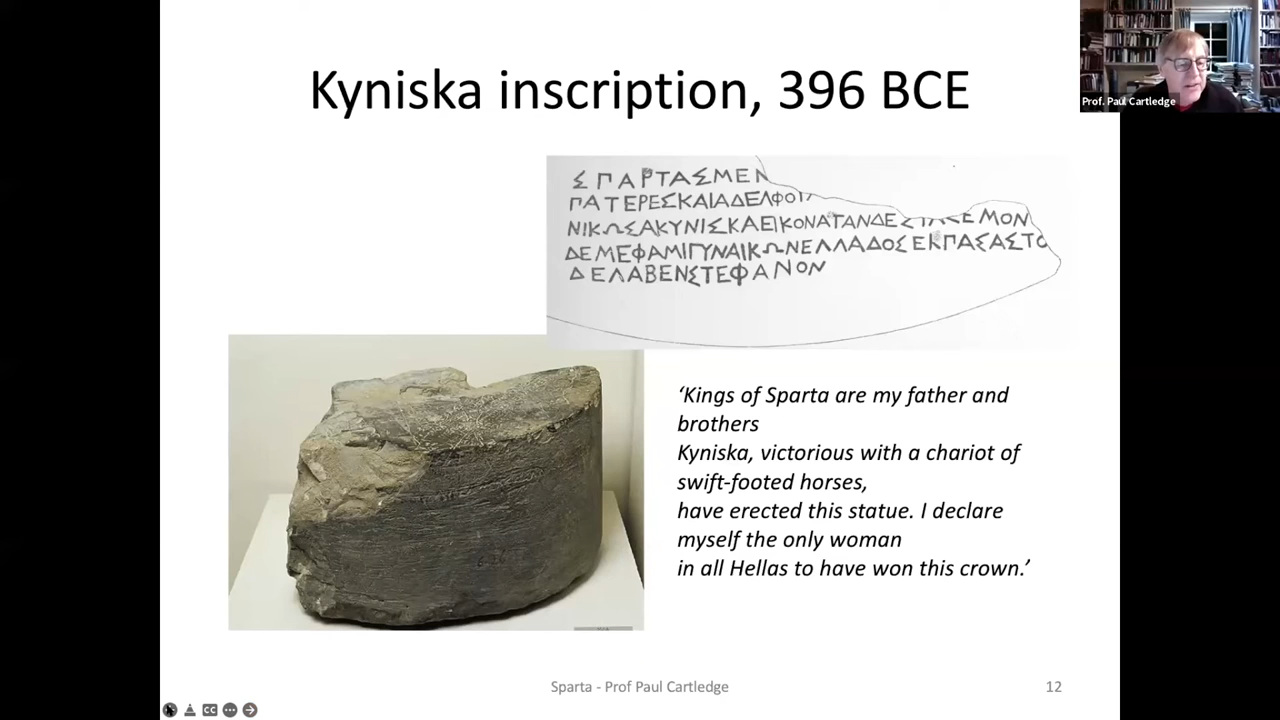 Kyniska inscription, 396 BCE
Prof. Paul Cartledge
ΣΠΑΡΤΑΣΜΕΝ
ΠΑΤΕΡΕΣΚΑΙΑΔΕΛΦΟΙ
ΝΙΚΩΣΑΚΥΝΙΣΚΑΕΙΚΟΝΑΤΑΝΔΕΣΤΑΣΕΜΟΝ
ΔΕΜΕΦΑΜΙΓΥΝΑΙΚΩΝΕΛΛΑΔΟΣΕΚΠΑΣΑΣΤΟ
ΔΕΛΑΒΕΝΣΤΕΦΑΝΟΝ
‘Kings of Sparta are my father and
brothers
Kyniska, victorious with a chariot of
swift-footed horses,
have erected this statue. I declare
myself the only woman
in all Hellas to have won this crown.’
Sparta - Prof Paul Cartledge
12
CC